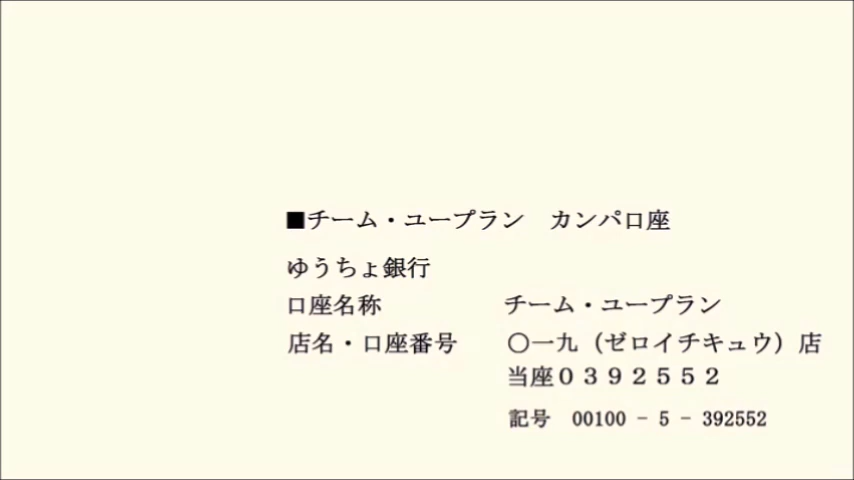 ■チーム・ユープラン　カンパ口座
ゆうちょ銀行
口座名称　チーム・ユープラン
店名・口座番号　〇一九（ゼロイチキュウ）店
当座０３９２５５２
記号　00100 − 5 − 392552